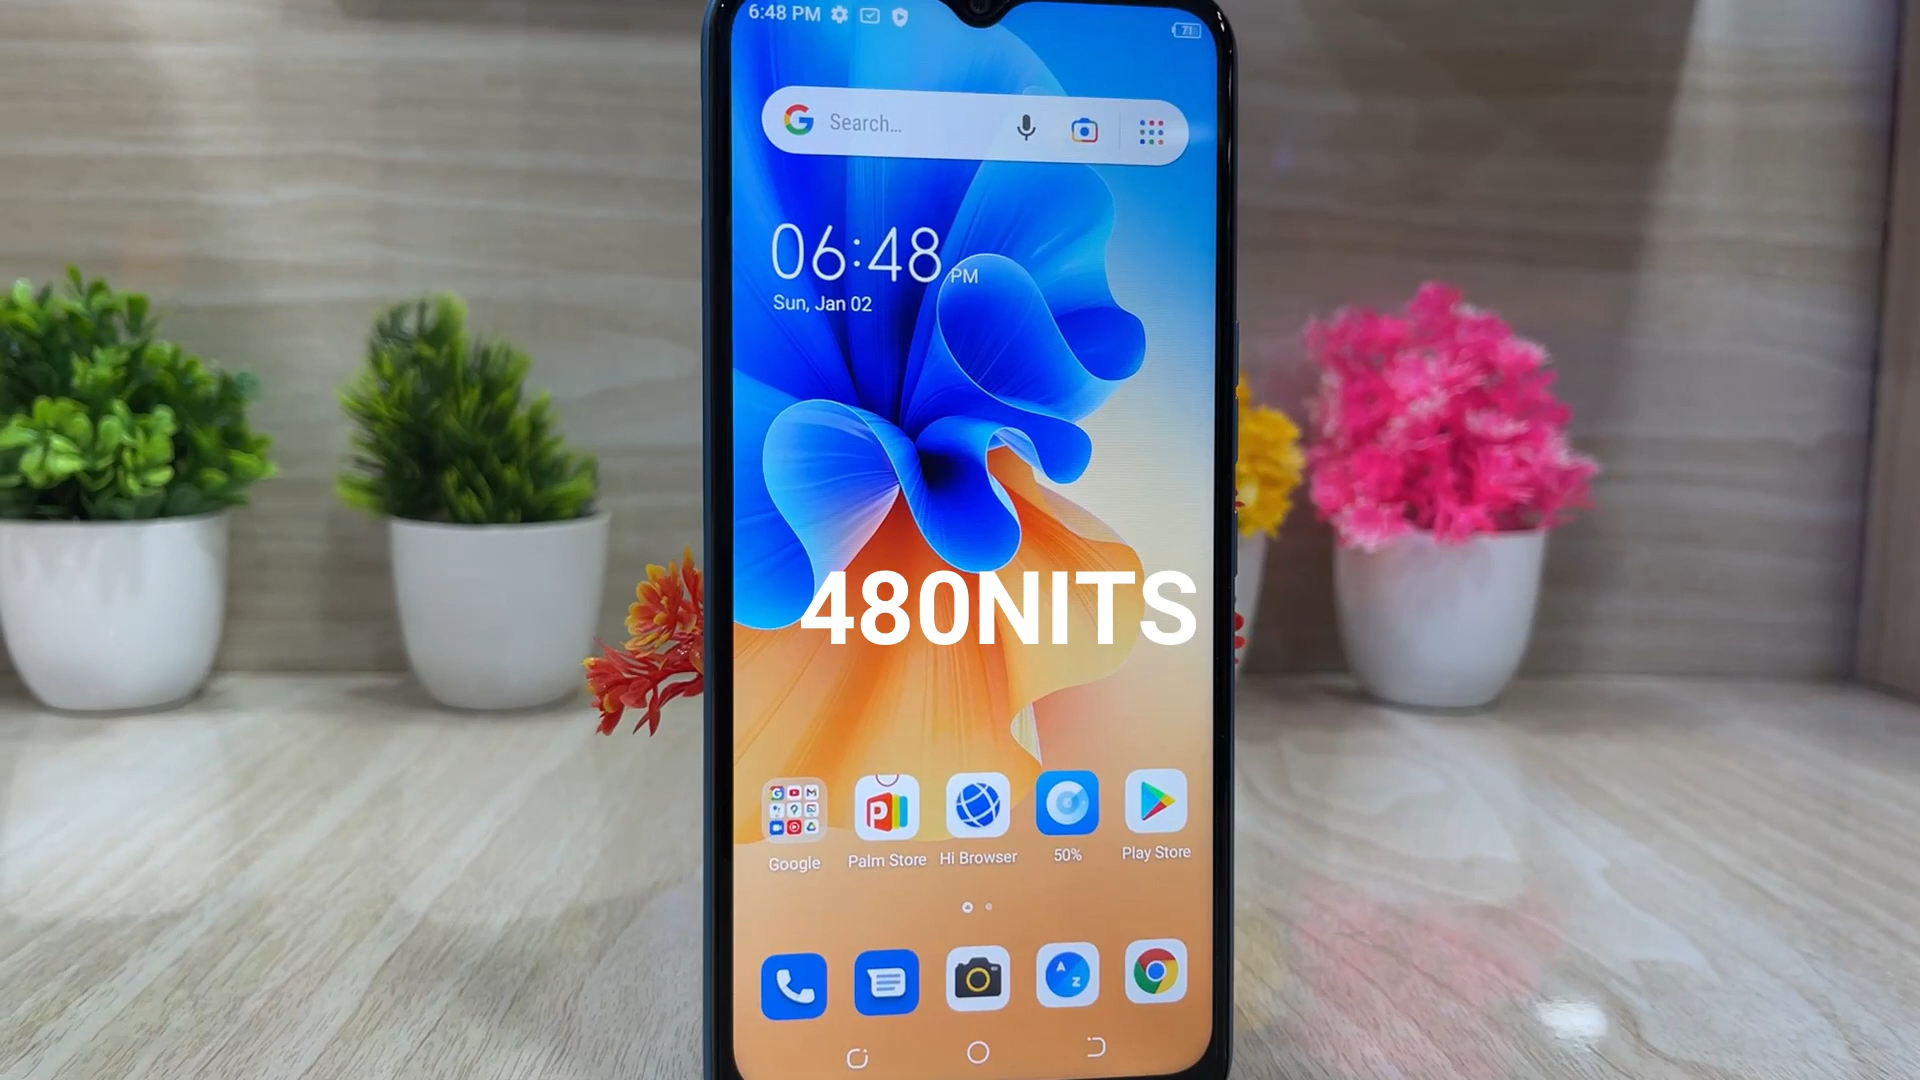 6:48 PM
71
Search...
06:48 PM
Sun, Jan 02
480NITS
Google
Palm Store
Hi Browser
50%
Play Store
A
Z